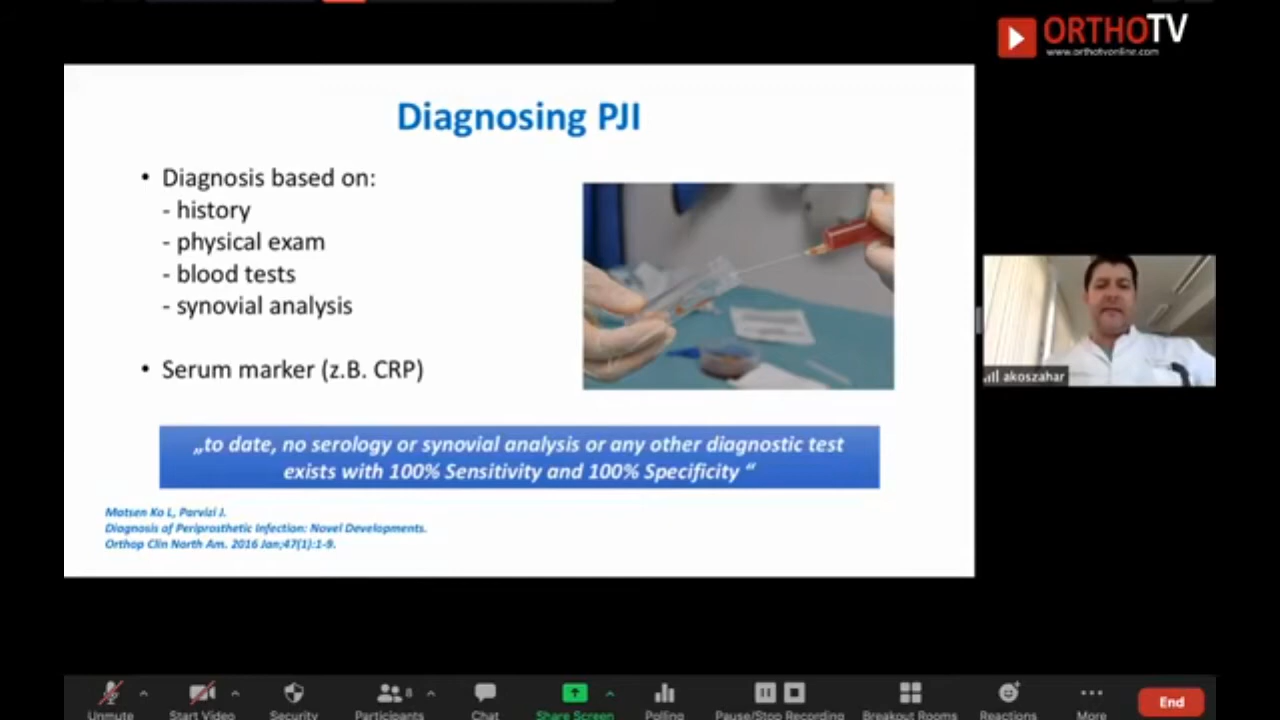 ORTHOTV
www.orthotvonline.com
Diagnosing PJI
• Diagnosis based on:
- history
- physical exam
- blood tests
- synovial analysis
• Serum marker (z.B. CRP)
„to date, no serology or synovial analysis or any other diagnostic test
exists with 100% Sensitivity and 100% Specificity “
Matsen Ko L, Parvizi J.
Diagnosis of Periprosthetic Infection: Novel Developments.
Orthop Clin North Am. 2016 Jan;47(1):1-9.
akoszahar
8
Unmute
Start Video
Security
Participants
Chat
Share Screen
Polling
Pause/Stop Recording
Breakout Rooms
Reactions
More
End